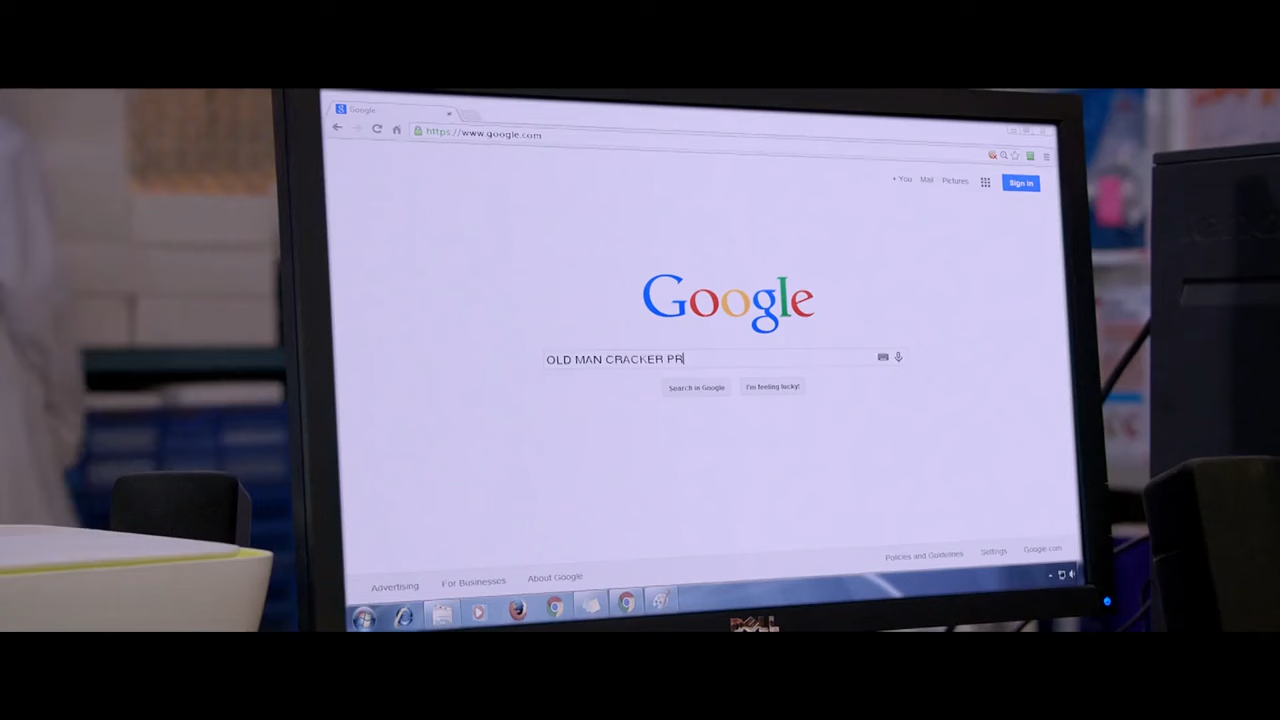 Google
https://www.google.com
+ You Mail Pictures Sign in
Google
OLD MAN CRACKER PR
Search in Google I'm feeling lucky!
Advertising For Businesses About Google Policies and Guidelines Settings Google.com
DELL